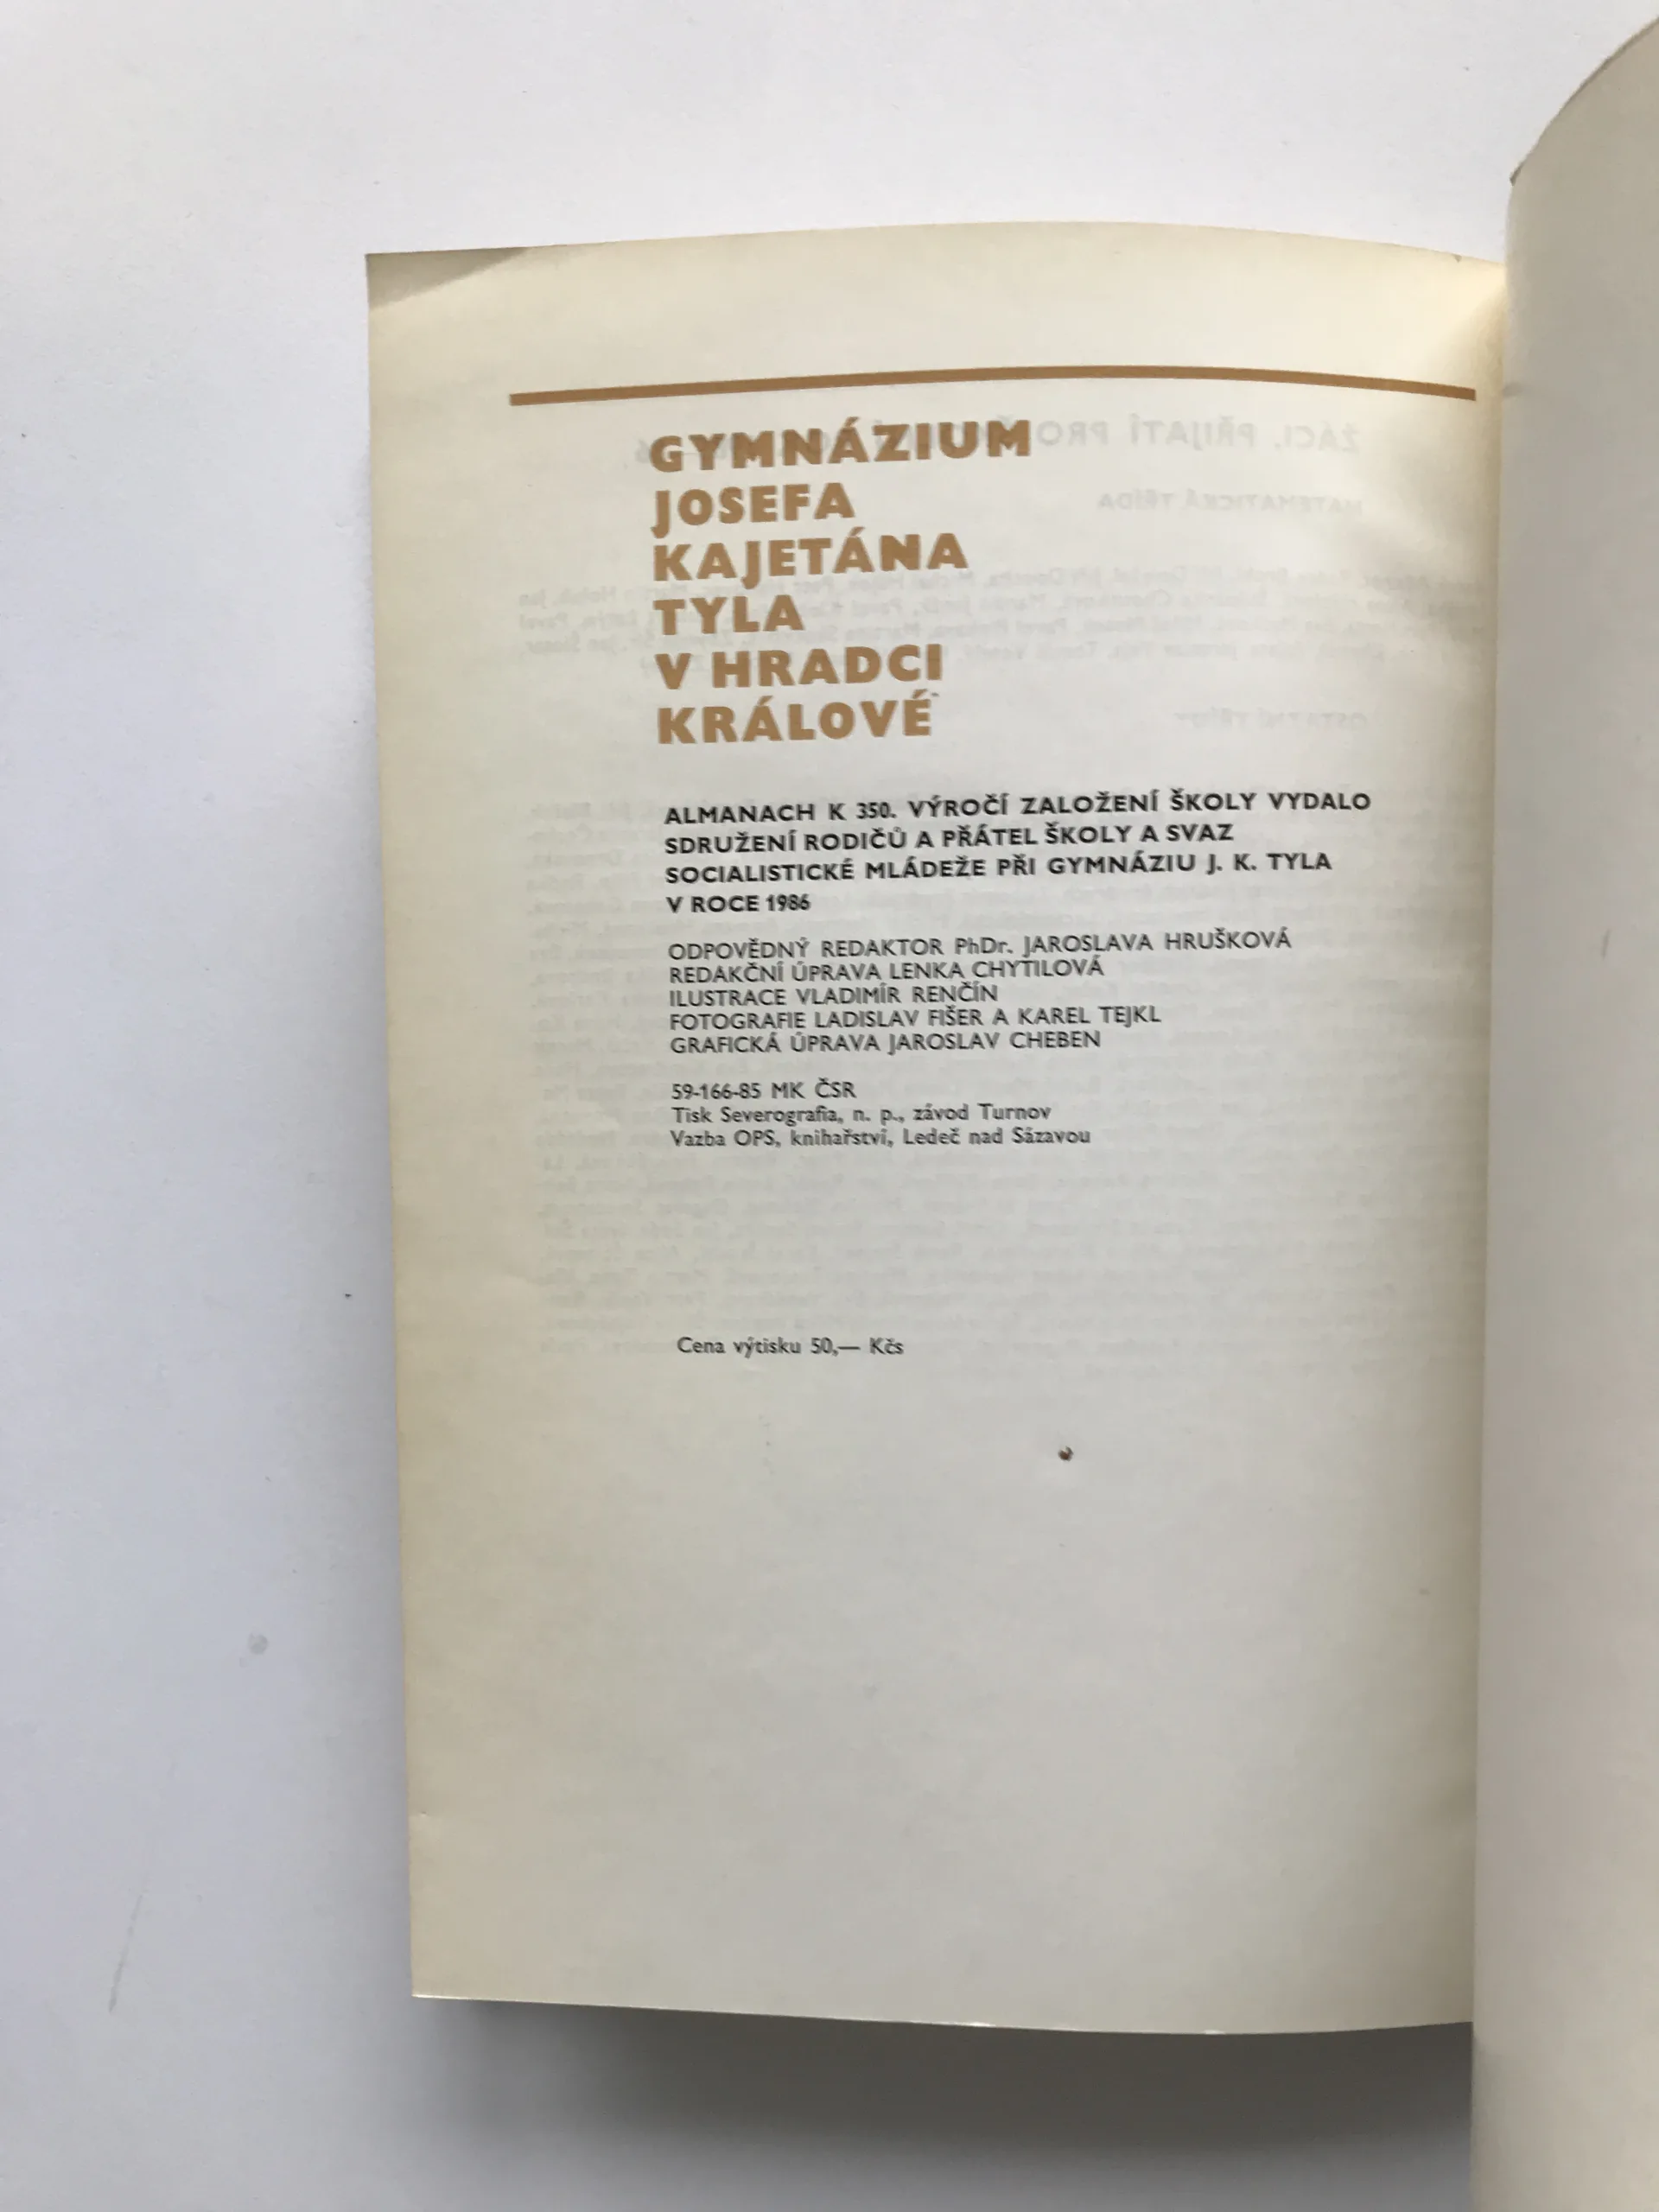 GYMNÁZIUM
JOSEFA
KAJETÁNA
TYLA
V HRADCI
KRÁLOVÉ
ALMANACH K 350. VÝROČÍ ZALOŽENÍ ŠKOLY VYDALO
SDRUŽENÍ RODIČŮ A PŘÁTEL ŠKOLY A SVAZ
SOCIALISTICKÉ MLÁDEŽE PŘI GYMNÁZIU J. K. TYLA
V ROCE 1986
ODPOVĚDNÝ REDAKTOR PhDr. JAROSLAVA HRUŠKOVÁ
REDAKČNÍ ÚPRAVA LENKA CHYTILOVÁ
ILUSTRACE VLADIMÍR RENČÍN
FOTOGRAFIE LADISLAV FIŠER A KAREL TEJKL
GRAFICKÁ ÚPRAVA JAROSLAV CHEBEN
59-166-85 MK ČSR
Tisk Severografia, n. p., závod Turnov
Vazba OPS, knihařství, Ledeč nad Sázavou
Cena výtisku 50,— Kčs